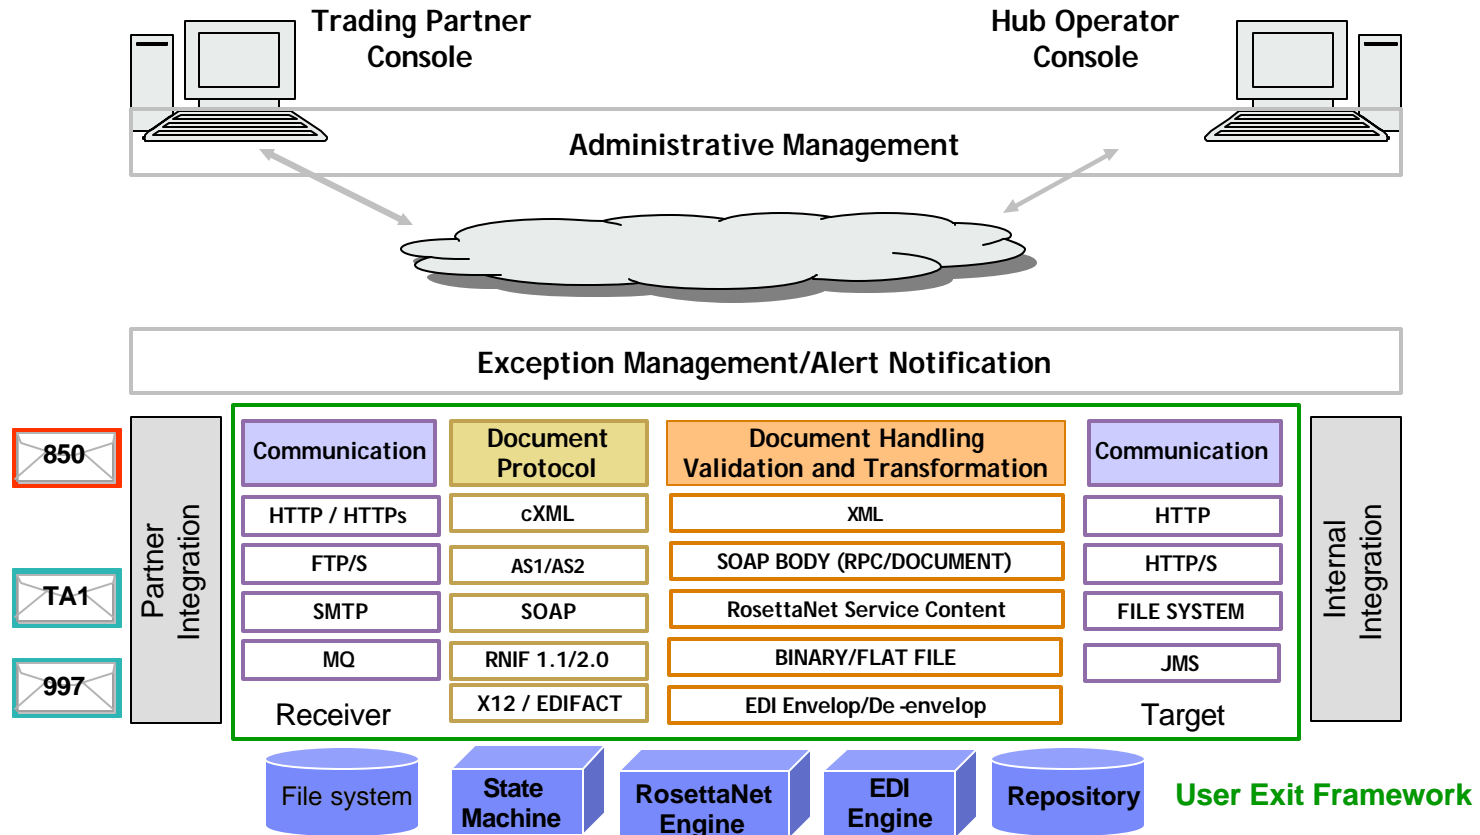 Trading Partner
Console
Hub Operator
Console
Administrative Management
Exception Management/Alert Notification
850
TA1
997
Partner
Integration
Communication
HTTP / HTTPs
FTP/S
SMTP
MQ
Receiver
Document
Protocol
cXML
AS1/AS2
SOAP
RNIF 1.1/2.0
X12 / EDIFACT
Document Handling
Validation and Transformation
XML
SOAP BODY (RPC/DOCUMENT)
RosettaNet Service Content
BINARY/FLAT FILE
EDI Envelop/De -envelop
Communication
HTTP
HTTP/S
FILE SYSTEM
JMS
Target
Internal
Integration
File system
State
Machine
RosettaNet
Engine
EDI
Engine
Repository
User Exit Framework